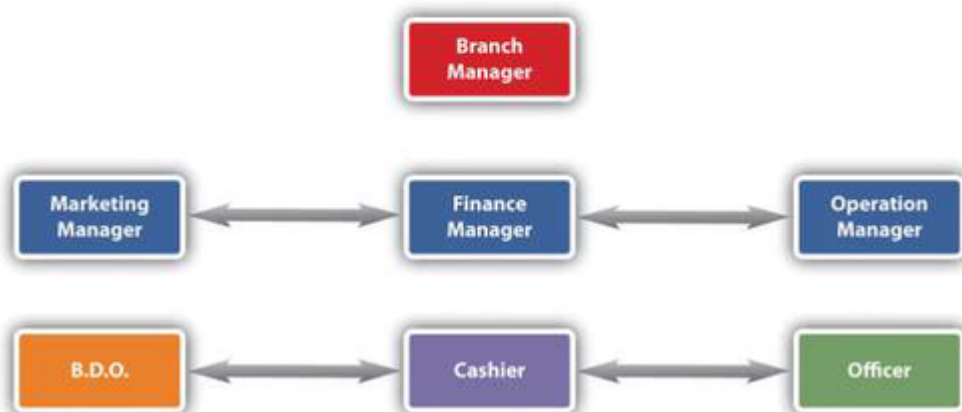 Branch
Manager
Marketing
Manager
Finance
Manager
Operation
Manager
B.D.O.
Cashier
Officer